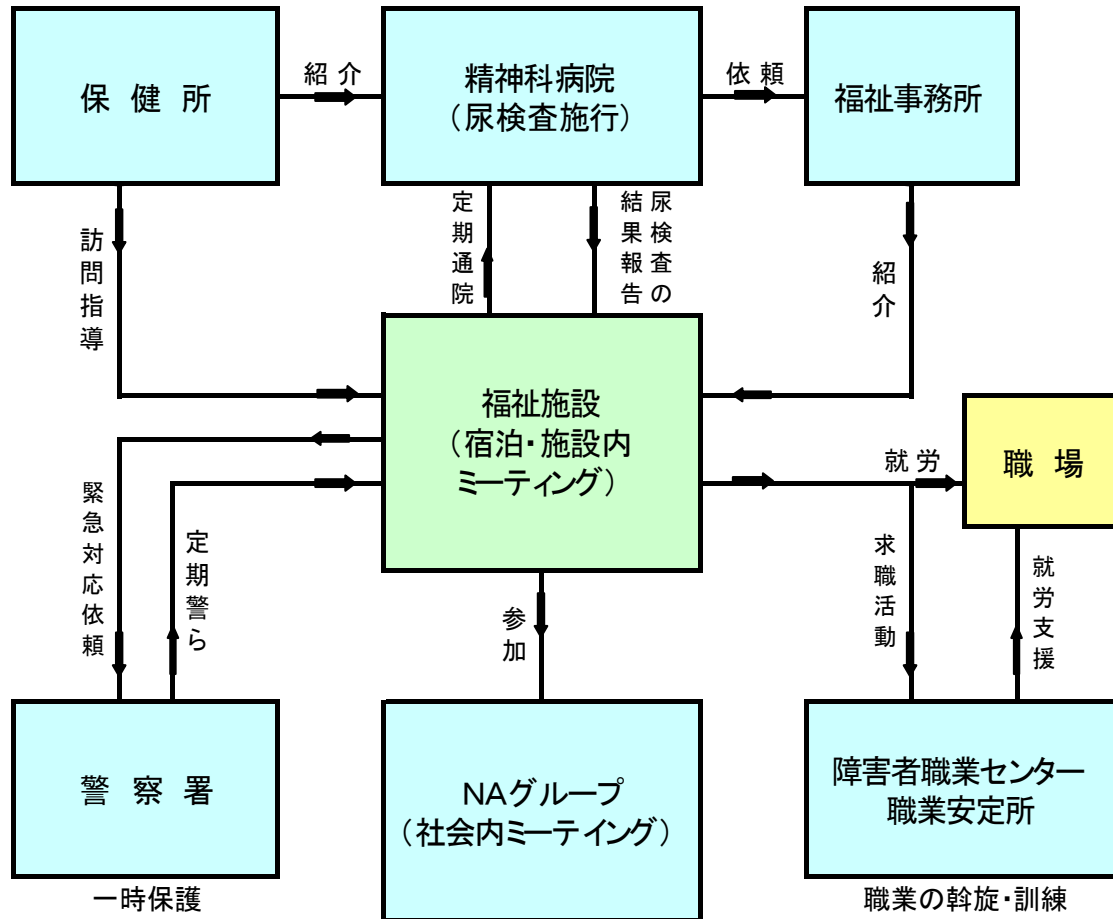 保健所
紹介
精神科病院
（尿検査施行）
依頼
福祉事務所
訪問指導
定期通院
尿検査の
結果報告
紹介
福祉施設
（宿泊・施設内
ミーティング）
就労
職場
緊急対応依頼
定期警ら
参加
求職活動
就労支援
警察署
一時保護
NAグループ
（社会内ミーテイング）
障害者職業センター
職業安定所
職業の斡旋・訓練